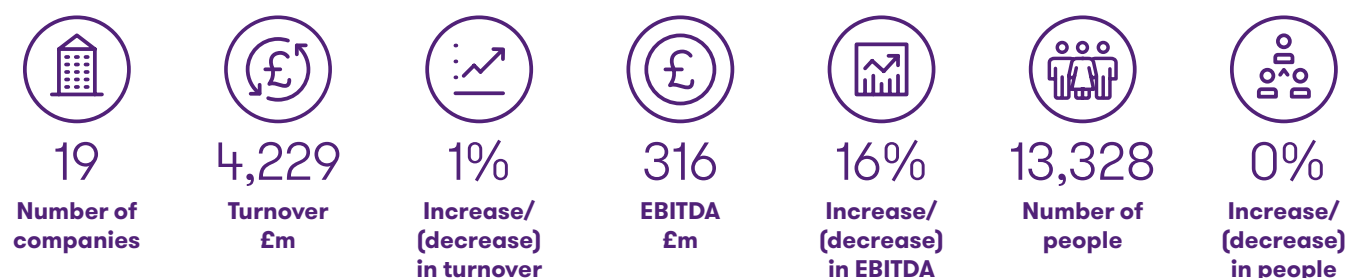 19
Number of
companies
4,229
Turnover
£m
1%
Increase/
(decrease)
in turnover
£
316
EBITDA
£m
16%
Increase/
(decrease)
in EBITDA
13,328
Number of
people
0%
Increase/
(decrease)
in people